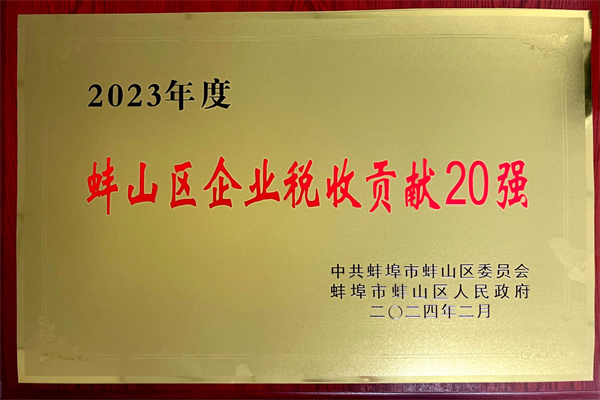 2023年度
蚌山区企业税收贡献20强
中共蚌埠市蚌山区委员会
蚌埠市蚌山区人民政府
二〇二四年二月